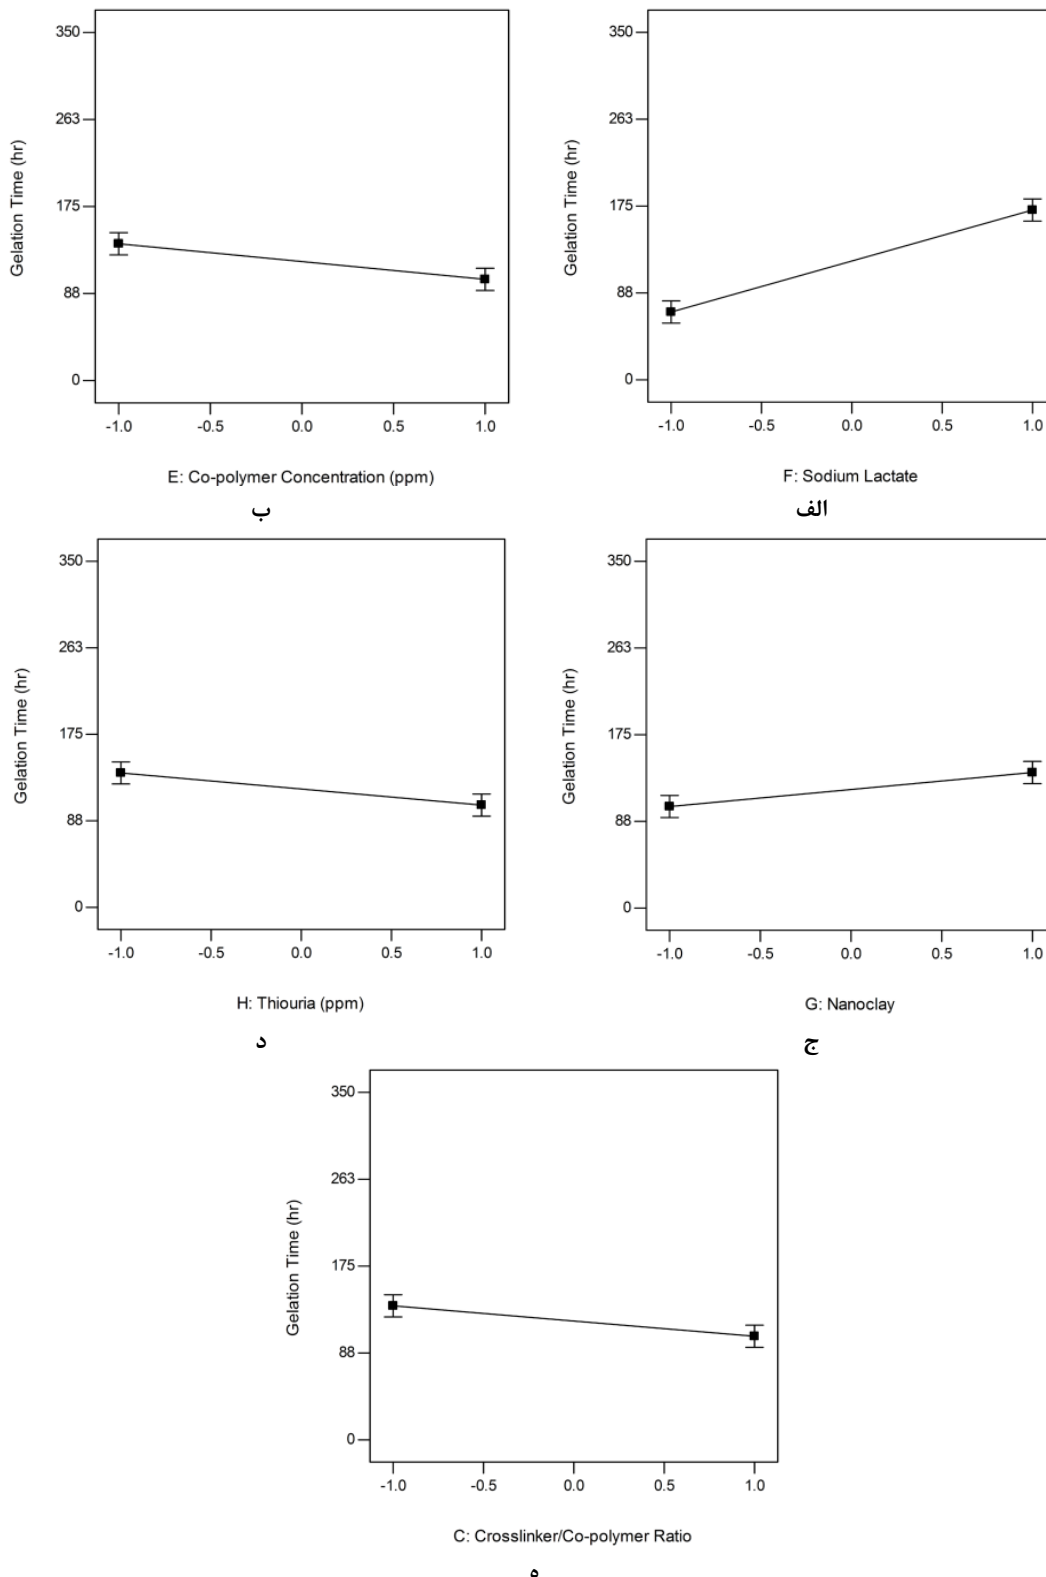 350
263
175
88
0
Gelation Time (hr)
-1.0 -0.5 0.0 0.5 1.0
E: Co-polymer Concentration (ppm)
ب
350
263
175
88
0
Gelation Time (hr)
-1.0 -0.5 0.0 0.5 1.0
F: Sodium Lactate
الف
350
263
175
88
0
Gelation Time (hr)
-1.0 -0.5 0.0 0.5 1.0
H: Thiouria (ppm)
د
350
263
175
88
0
Gelation Time (hr)
-1.0 -0.5 0.0 0.5 1.0
G: Nanoclay
ج
350
263
175
88
0
Gelation Time (hr)
-1.0 -0.5 0.0 0.5 1.0
C: Crosslinker/Co-polymer Ratio
ه